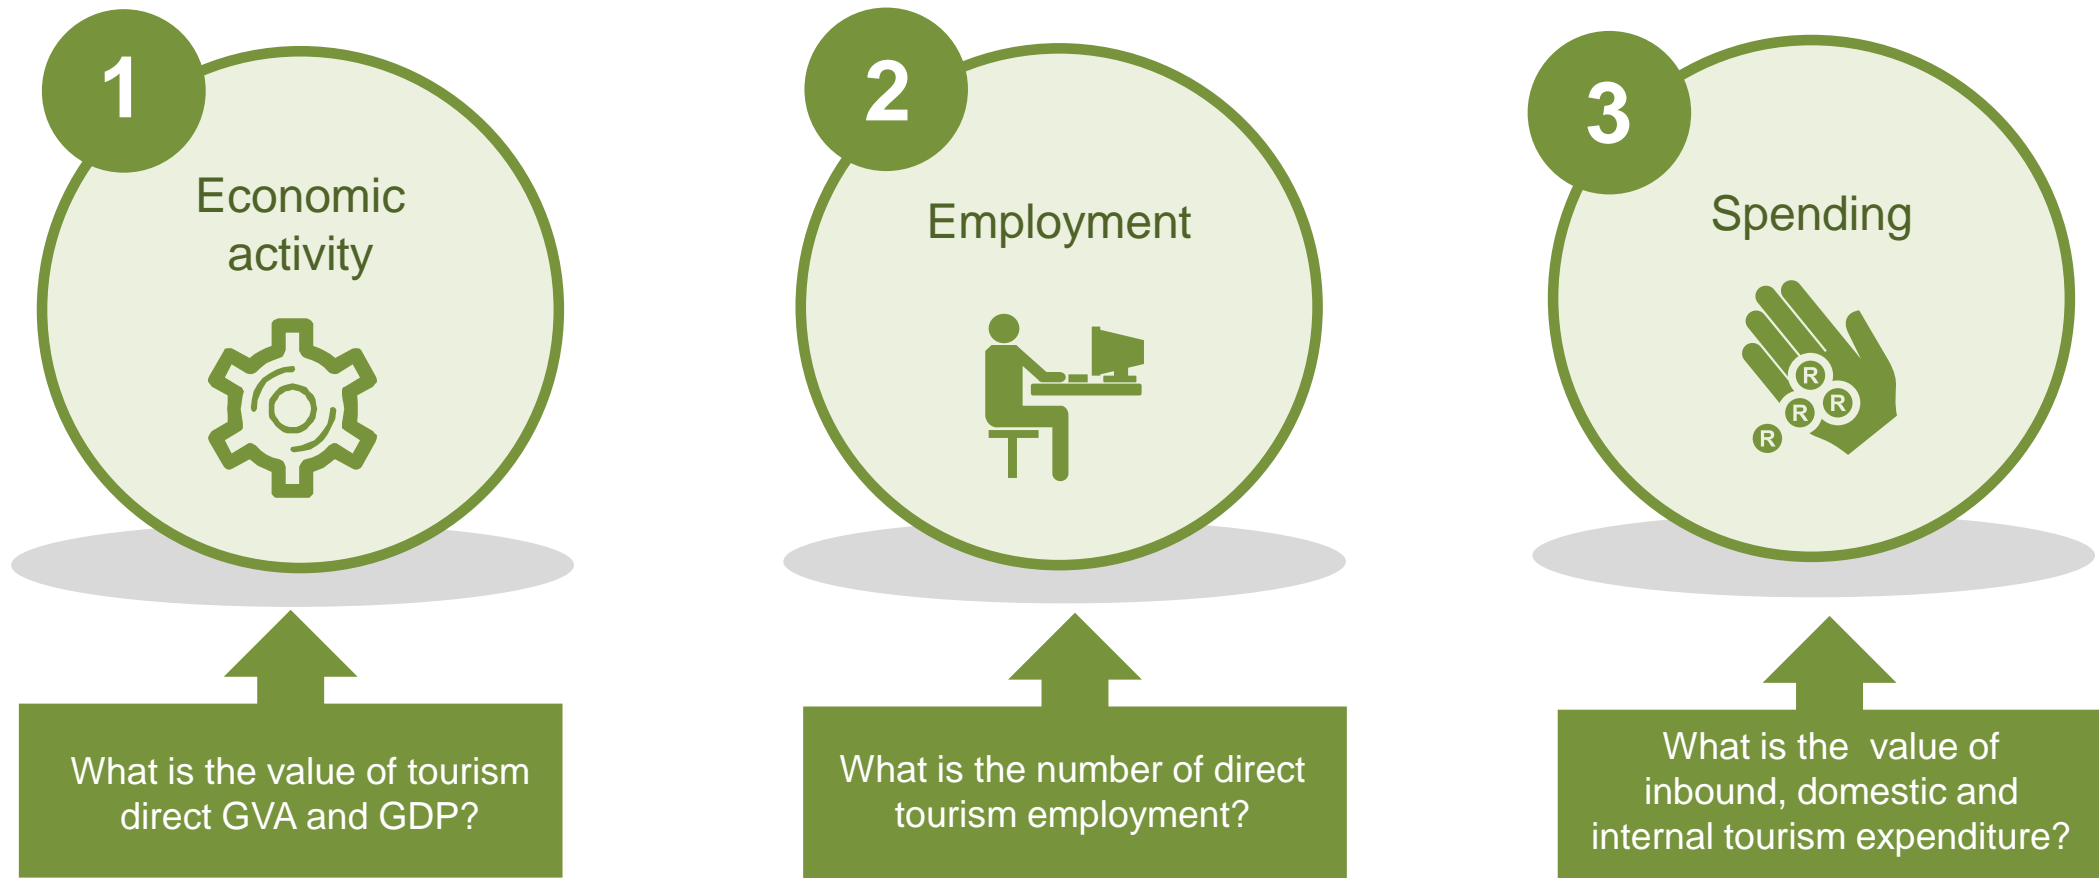 1
Economic
activity
What is the value of tourism
direct GVA and GDP?
2
Employment
What is the number of direct
tourism employment?
3
Spending
R
R
R
R
What is the  value of
inbound, domestic and
internal tourism expenditure?